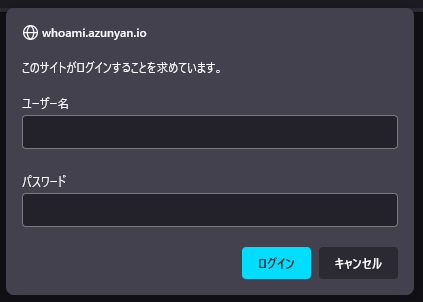 whoami.azunyan.io
このサイトがログインすることを求めています。
ユーザー名
パスワード
ログイン
キャンセル